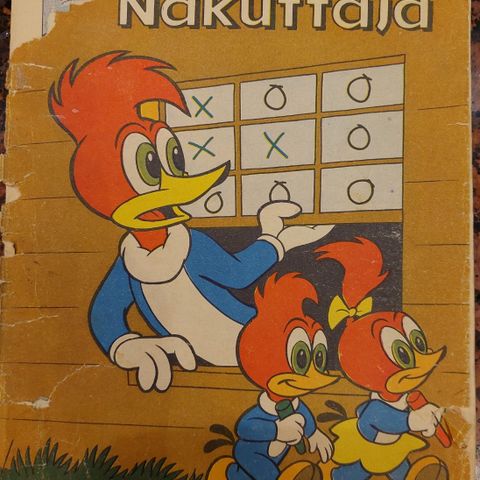 Nakuttaja
X O O
X X O
O O O